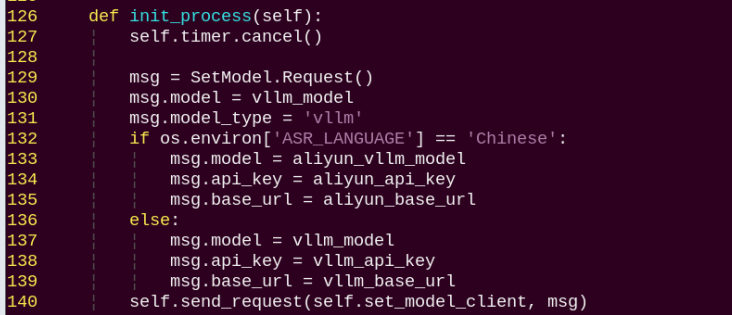 126     def init_process(self):
127         self.timer.cancel()
128
129         msg = SetModel.Request()
130         msg.model = vllm_model
131         msg.model_type = 'vllm'
132         if os.environ['ASR_LANGUAGE'] == 'Chinese':
133             msg.model = aliyun_vllm_model
134             msg.api_key = aliyun_api_key
135             msg.base_url = aliyun_base_url
136         else:
137             msg.model = vllm_model
138             msg.api_key = vllm_api_key
139             msg.base_url = vllm_base_url
140         self.send_request(self.set_model_client, msg)